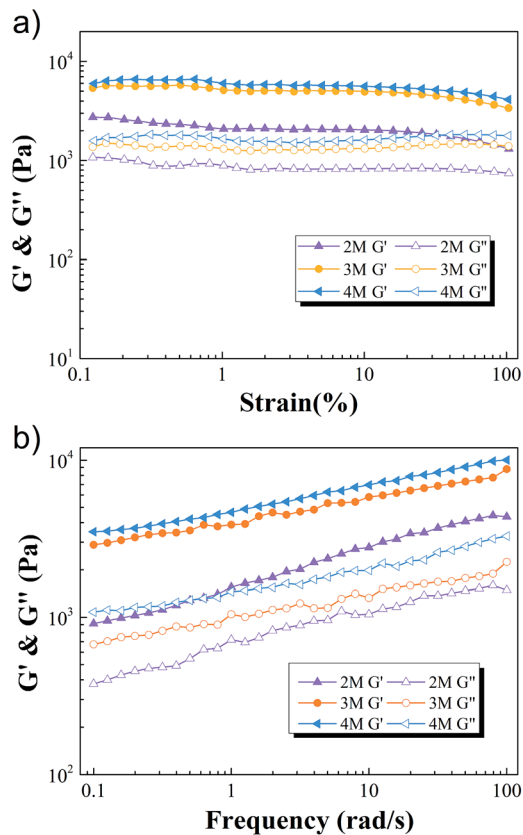 a)
10⁴
10³
10²
10¹
G' & G'' (Pa)
2M G' 2M G''
3M G' 3M G''
4M G' 4M G''
0.1 1 10 100
Strain(%)
b)
10⁴
10³
10²
G' & G'' (Pa)
2M G' 2M G''
3M G' 3M G''
4M G' 4M G''
0.1 1 10 100
Frequency (rad/s)